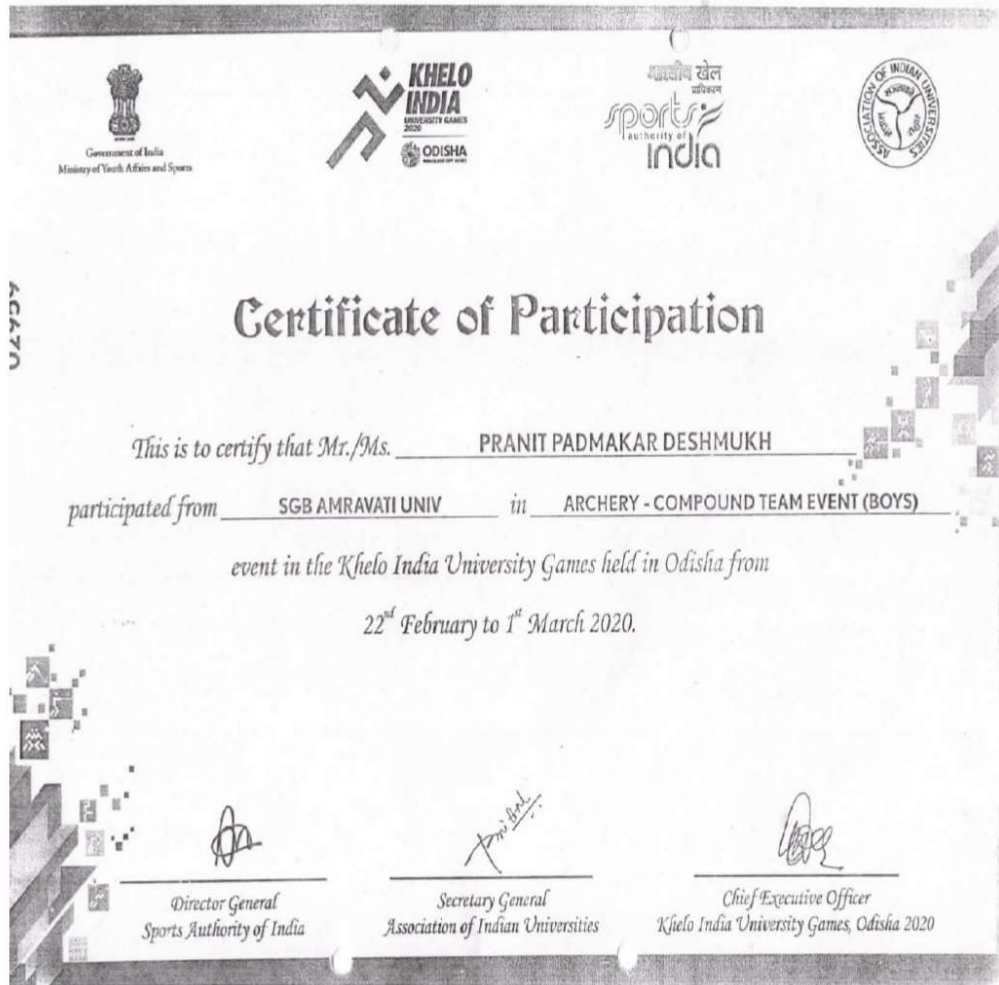 Government of India
Ministry of Youth Affairs and Sports
KHELO
INDIA
UNIVERSITY GAMES
2020
ODISHA
भारतीय खेल
प्राधिकरण
sports
authority of
india
ASSOCIATION OF INDIAN UNIVERSITIES
Certificate of Participation
This is to certify that Mr./Ms. PRANIT PADMAKAR DESHMUKH
participated from SGB AMRAVATI UNIV in ARCHERY - COMPOUND TEAM EVENT (BOYS)
event in the Khelo India University Games held in Odisha from
22nd February to 1st March 2020.
Director General
Sports Authority of India
Secretary General
Association of Indian Universities
Chief Executive Officer
Khelo India University Games, Odisha 2020